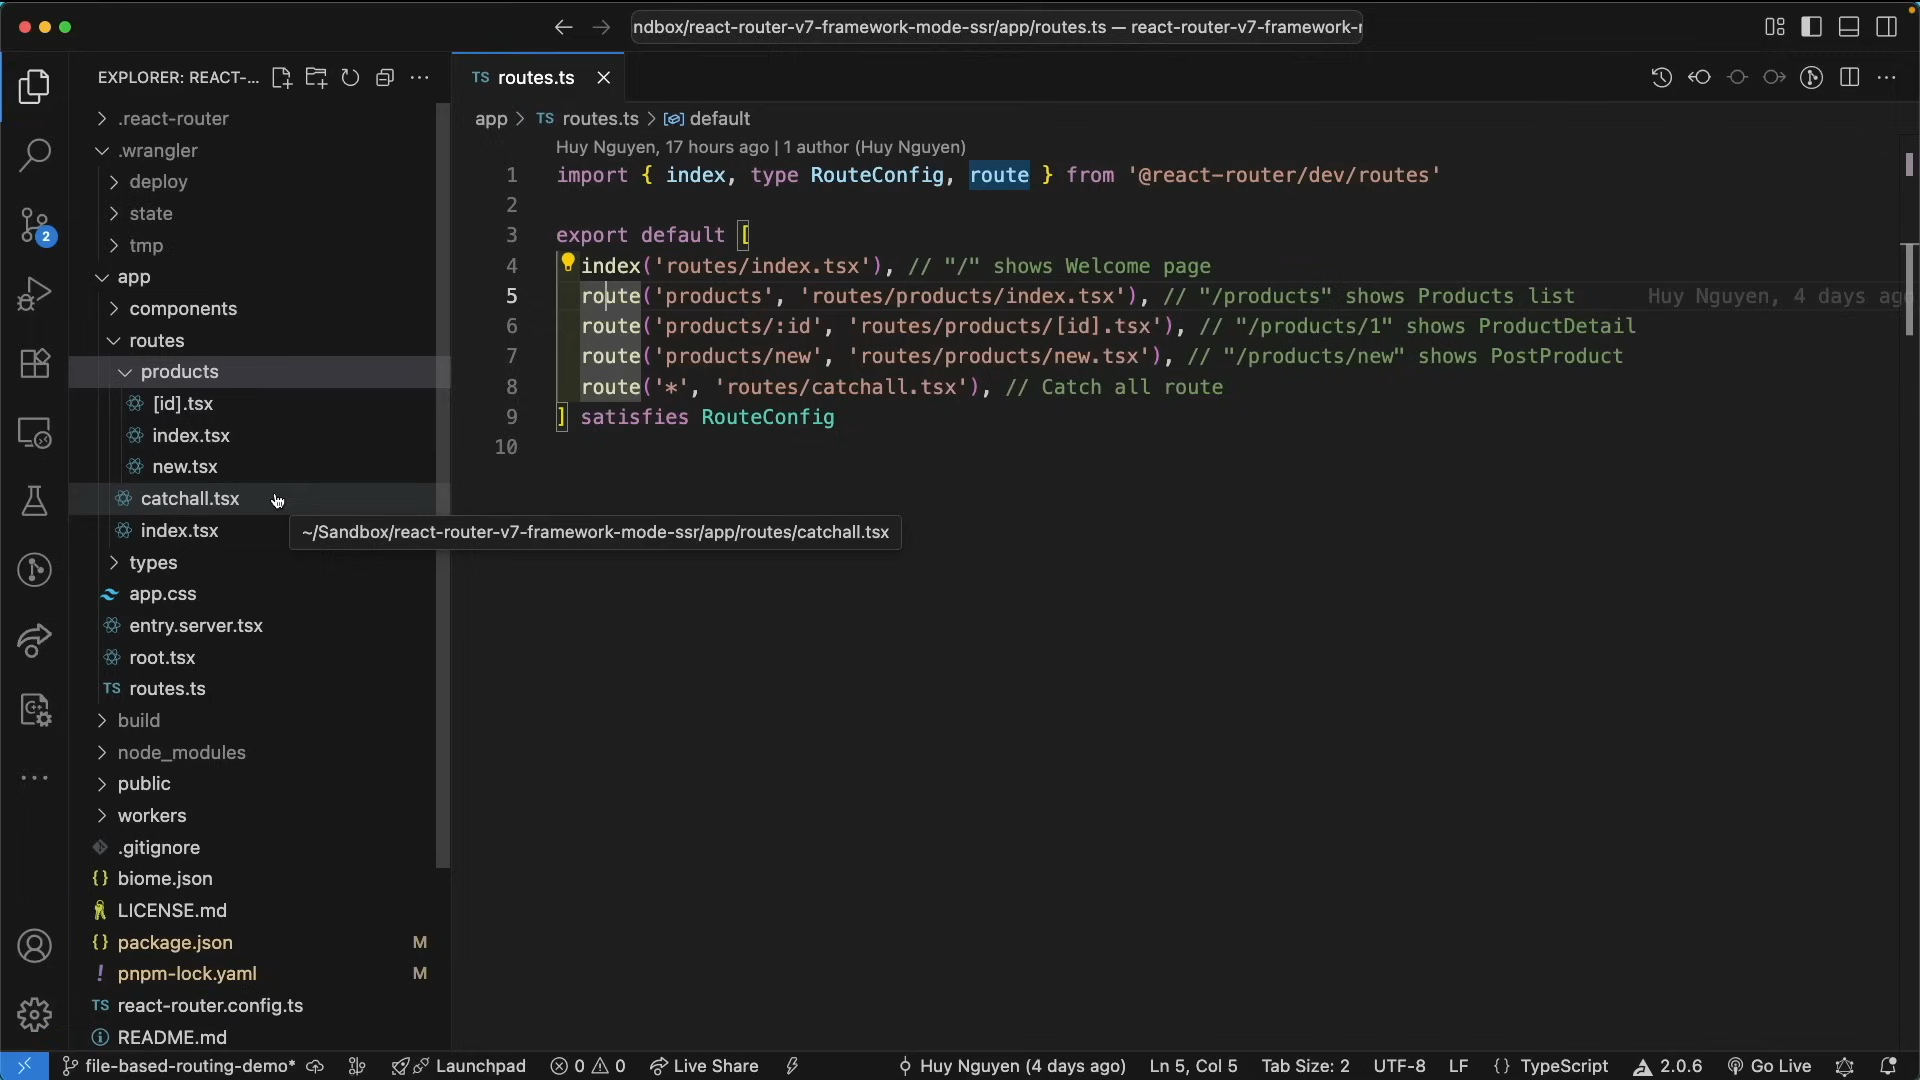 ndbox/react-router-v7-framework-mode-ssr/app/routes.ts — react-router-v7-framework-r
EXPLORER: REACT-...
TS routes.ts
.react-router
.wrangler
deploy
state
tmp
app
components
routes
products
[id].tsx
index.tsx
new.tsx
catchall.tsx
index.tsx
~/Sandbox/react-router-v7-framework-mode-ssr/app/routes/catchall.tsx
types
app.css
entry.server.tsx
root.tsx
TS routes.ts
build
node_modules
public
workers
.gitignore
{} biome.json
LICENSE.md
{} package.json M
! pnpm-lock.yaml M
TS react-router.config.ts
README.md
2
app > TS routes.ts > default
Huy Nguyen, 17 hours ago | 1 author (Huy Nguyen)
1 import { index, type RouteConfig, route } from '@react-router/dev/routes'
2
3 export default [
4 index('routes/index.tsx'), // "/" shows Welcome page
5 route('products', 'routes/products/index.tsx'), // "/products" shows Products list Huy Nguyen, 4 days ago
6 route('products/:id', 'routes/products/[id].tsx'), // "/products/1" shows ProductDetail
7 route('products/new', 'routes/products/new.tsx'), // "/products/new" shows PostProduct
8 route('*', 'routes/catchall.tsx'), // Catch all route
9 ] satisfies RouteConfig
10
file-based-routing-demo* Launchpad 0 0 Live Share Huy Nguyen (4 days ago) Ln 5, Col 5 Tab Size: 2 UTF-8 LF {} TypeScript 2.0.6 Go Live